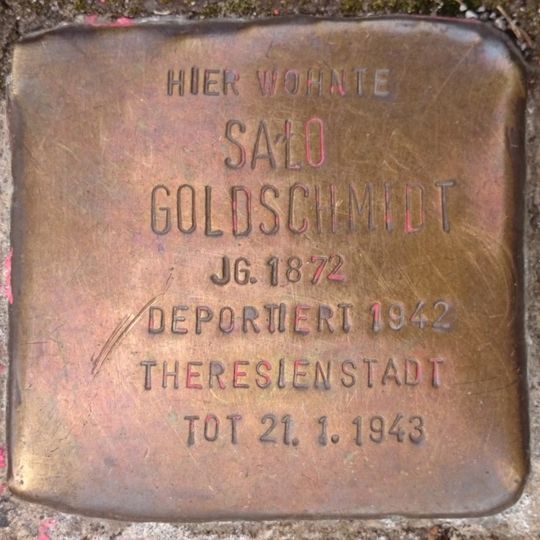 HIER WOHNTE
SALO
GOLDSCHMIDT
JG. 1872
DEPORTIERT 1942
THERESIENSTADT
TOT 21. 1. 1943